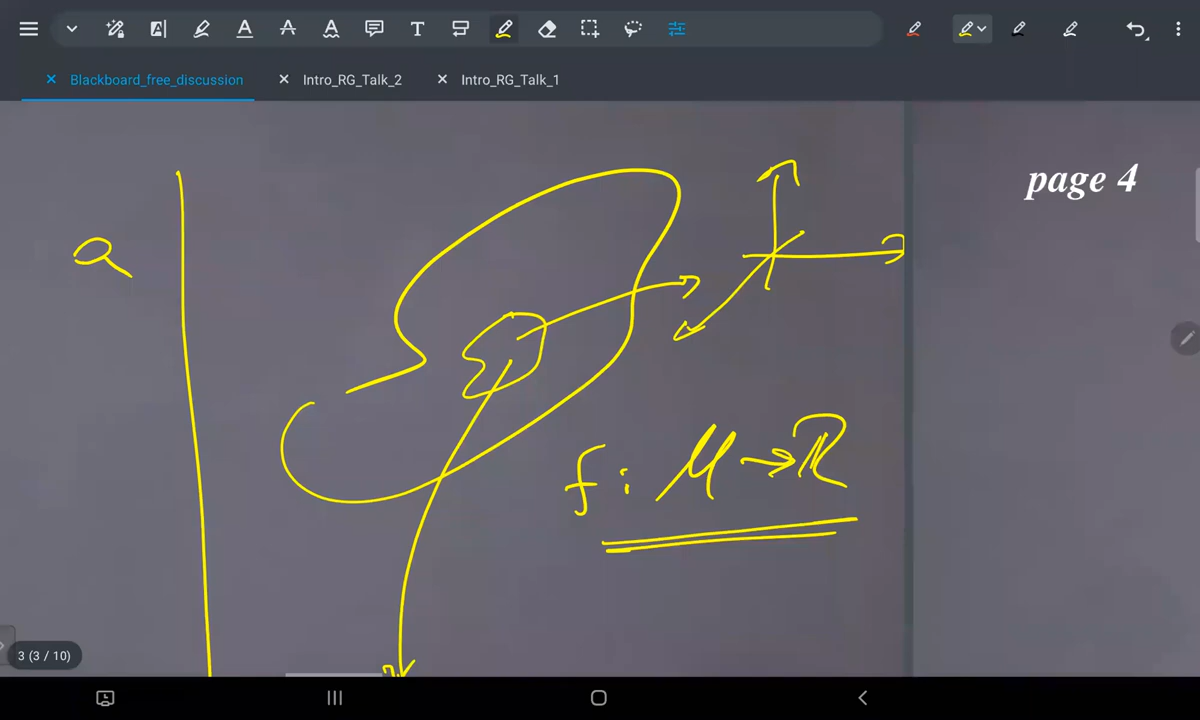 Blackboard_free_discussion Intro_RG_Talk_2 Intro_RG_Talk_1
page 4
a
f: M → ℝ
3 (3 / 10)